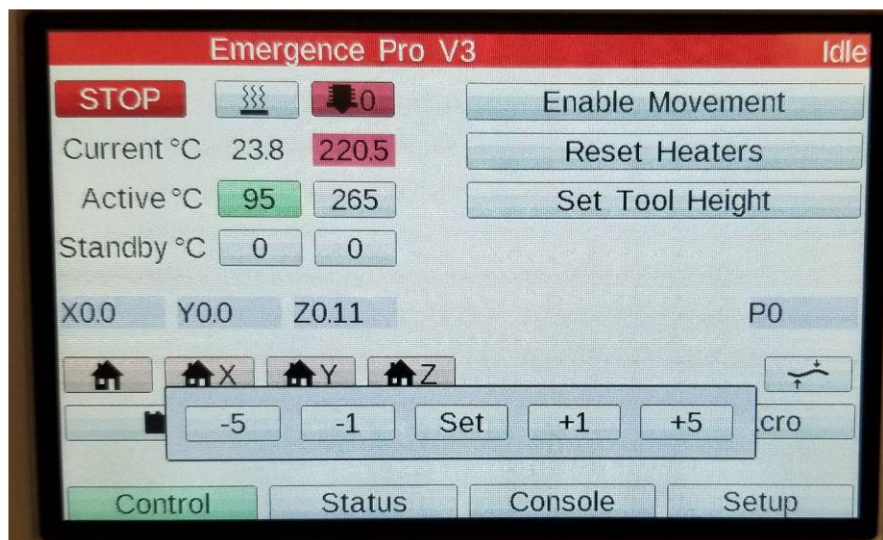 Emergence Pro V3 Idle
STOP 0 Enable Movement
Current °C 23.8 220.5 Reset Heaters
Active °C 95 265 Set Tool Height
Standby °C 0 0
X0.0 Y0.0 Z0.11 P0
X Y Z
-5 -1 Set +1 +5 cro
Control Status Console Setup